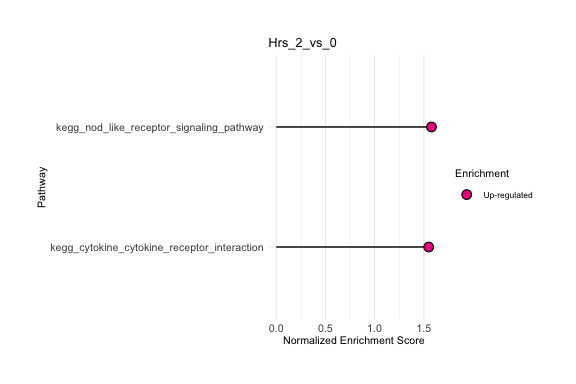 Hrs_2_vs_0
kegg_nod_like_receptor_signaling_pathway
Pathway
kegg_cytokine_cytokine_receptor_interaction
0.0 0.5 1.0 1.5
Normalized Enrichment Score
Enrichment
Up-regulated